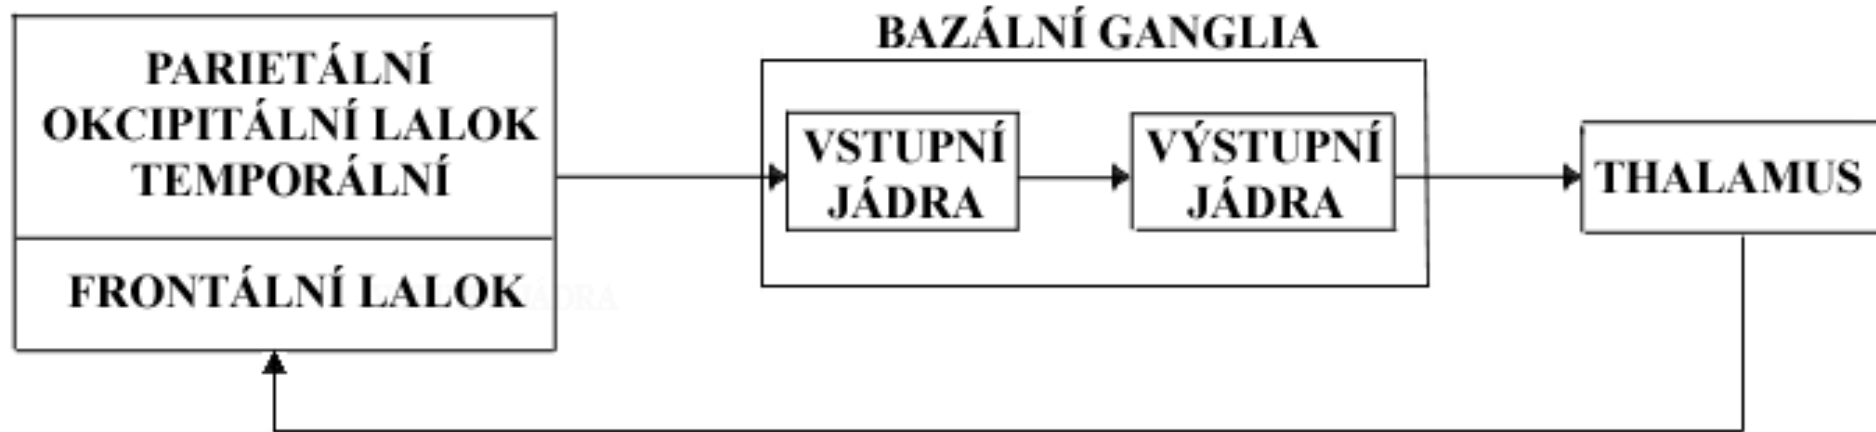 PARIETÁLNÍ
OKCIPITÁLNÍ LALOK
TEMPORÁLNÍ
FRONTÁLNÍ LALOK
BAZÁLNÍ GANGLIA
VSTUPNÍ
JÁDRA
VÝSTUPNÍ
JÁDRA
THALAMUS